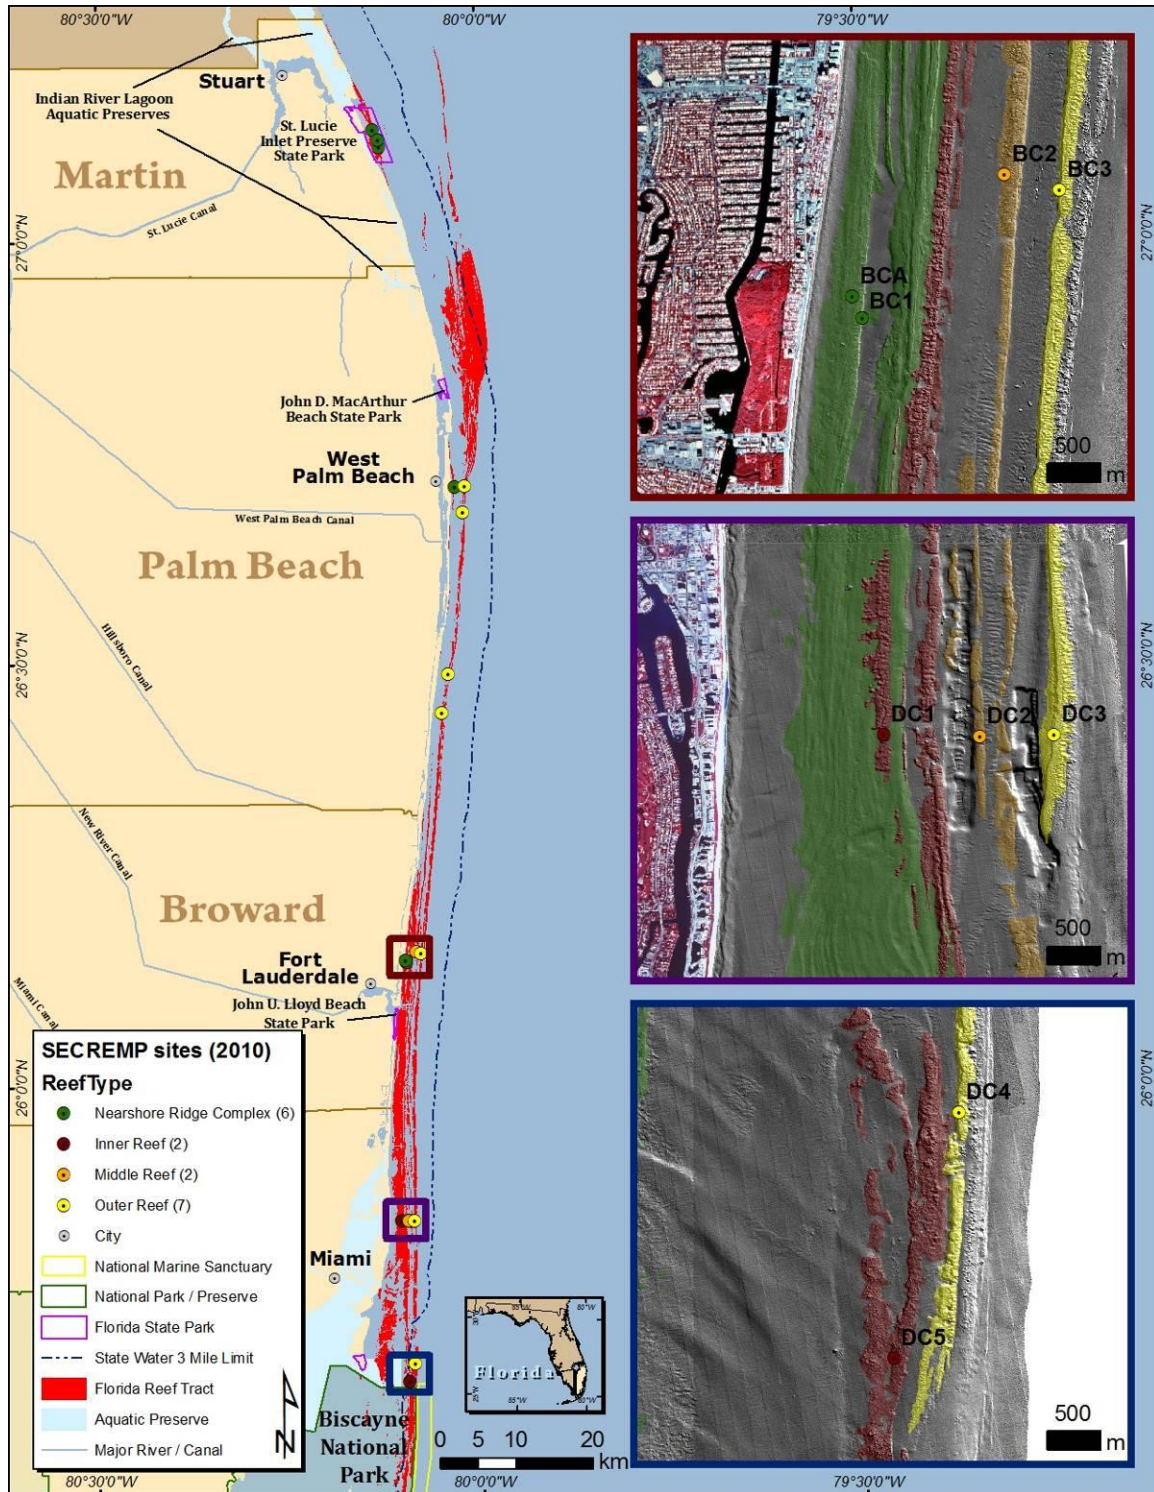 80°30'0"W
80°0'0"W
79°30'0"W
Stuart
Indian River Lagoon
Aquatic Preserves
St. Lucie
Inlet Preserve
State Park
Martin
St. Lucie Canal
27°0'0"N
27°0'0"N
John D. MacArthur
Beach State Park
West
Palm Beach
West Palm Beach Canal
Palm Beach
Hillsboro Canal
26°30'0"N
26°30'0"N
New River Canal
Broward
Fort
Lauderdale
John U. Lloyd Beach
State Park
Miami Canal
26°0'0"N
26°0'0"N
Miami
Biscayne
National
Park
SECREMP sites (2010)
ReefType
Nearshore Ridge Complex (6)
Inner Reef (2)
Middle Reef (2)
Outer Reef (7)
City
National Marine Sanctuary
National Park / Preserve
Florida State Park
State Water 3 Mile Limit
Florida Reef Tract
Aquatic Preserve
Major River / Canal
N
85°W
80°W
30°N
Florida
25°N
85°W
80°W
0 5 10 20
km
BC2
BC3
BCA
BC1
500
m
DC1
DC2
DC3
500
m
DC4
DC5
500
m
80°30'0"W
80°0'0"W
79°30'0"W